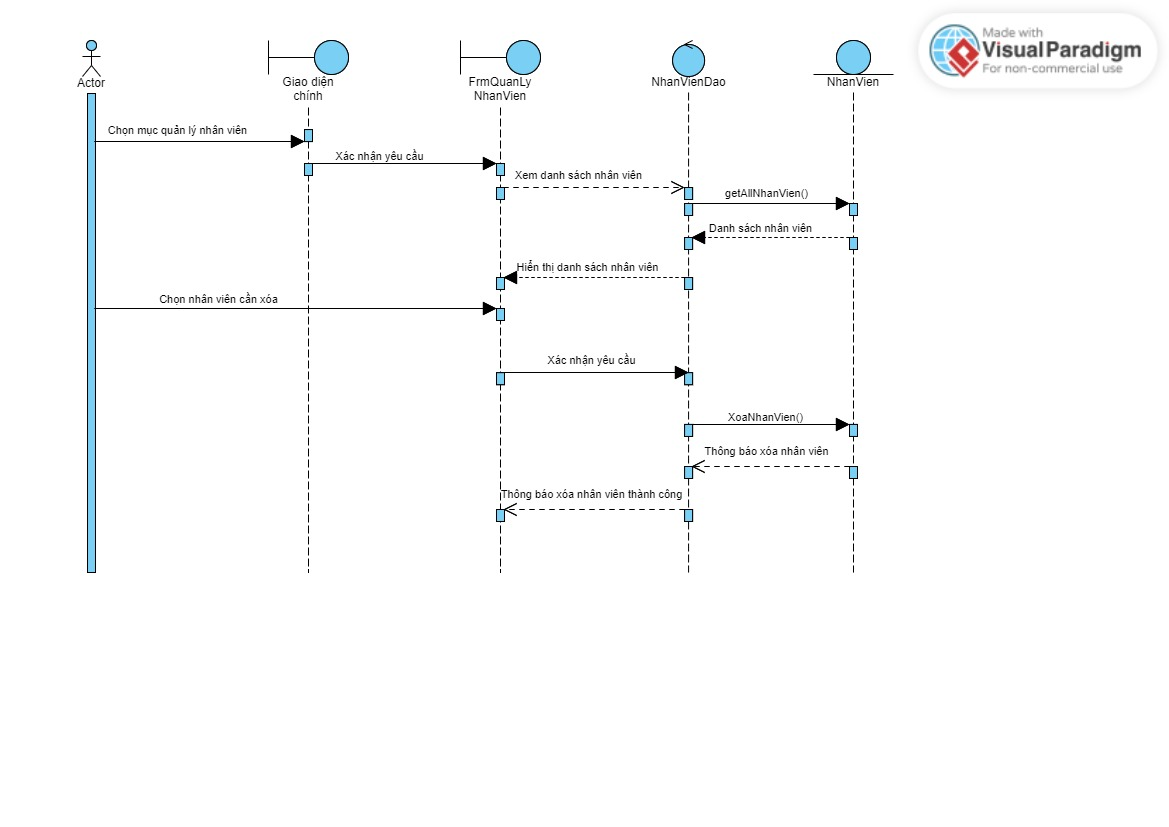 Made with
Visual Paradigm
For non-commercial use
Actor
Giao diện
chính
FrmQuanLy
NhanVien
NhanVienDao
NhanVien
Chọn mục quản lý nhân viên
Xác nhận yêu cầu
Xem danh sách nhân viên
getAllNhanVien()
Danh sách nhân viên
Hiển thị danh sách nhân viên
Chọn nhân viên cần xóa
Xác nhận yêu cầu
XoaNhanVien()
Thông báo xóa nhân viên
Thông báo xóa nhân viên thành công